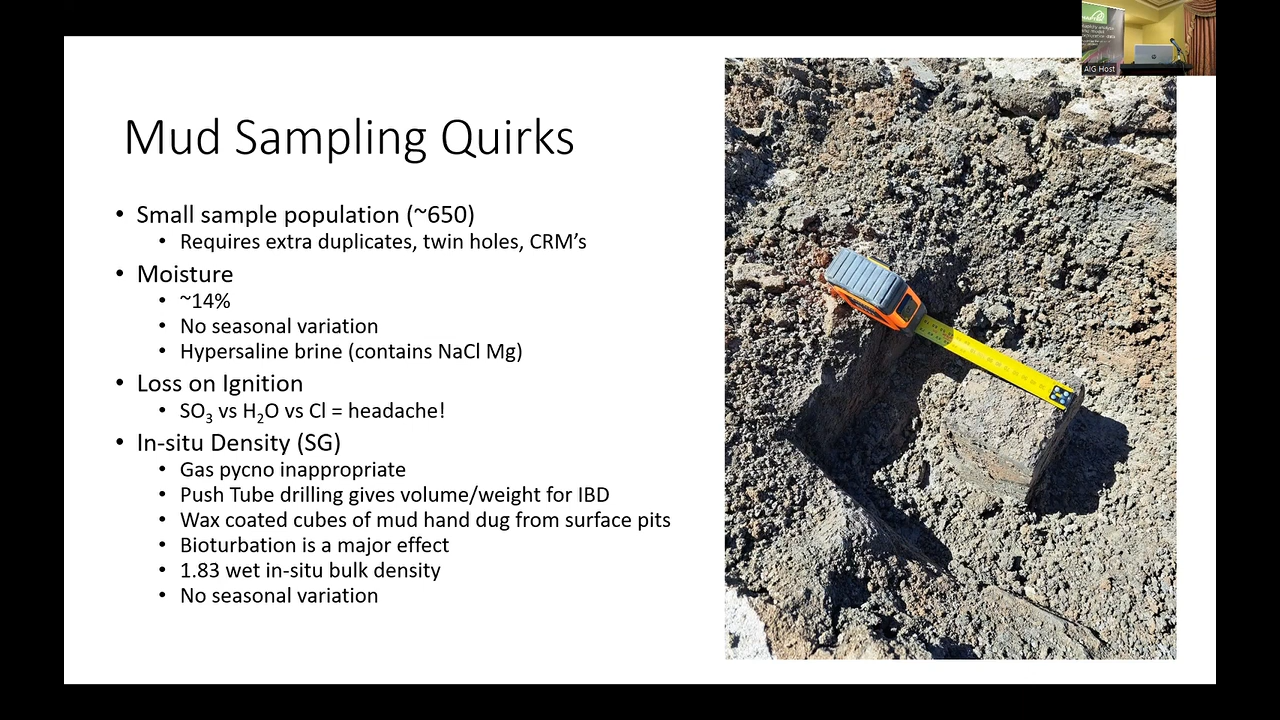 Mud Sampling Quirks
• Small sample population (~650)
• Requires extra duplicates, twin holes, CRM’s
• Moisture
• ~14%
• No seasonal variation
• Hypersaline brine (contains NaCl Mg)
• Loss on Ignition
• SO₃ vs H₂O vs Cl = headache!
• In-situ Density (SG)
• Gas pycno inappropriate
• Push Tube drilling gives volume/weight for IBD
• Wax coated cubes of mud hand dug from surface pits
• Bioturbation is a major effect
• 1.83 wet in-situ bulk density
• No seasonal variation
AIG Host